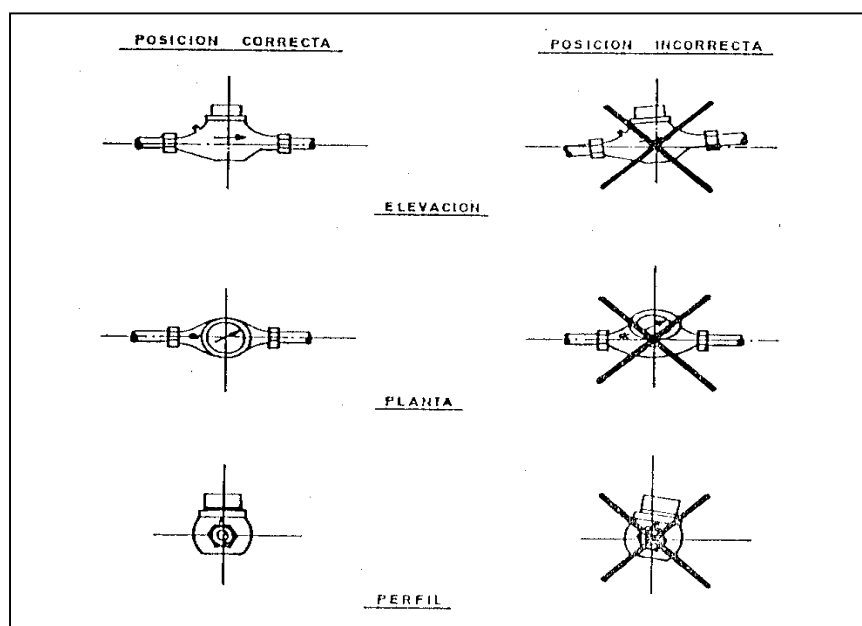 POSICION CORRECTA
POSICION INCORRECTA
ELEVACION
PLANTA
PERFIL